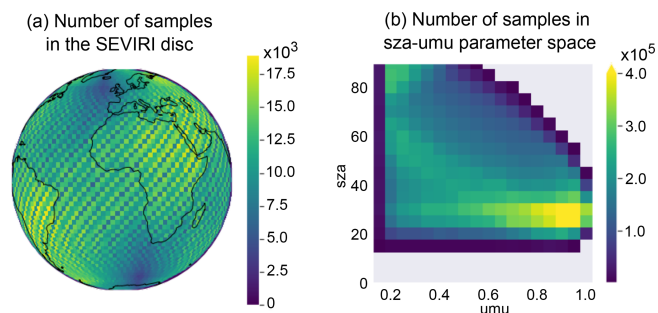 (a) Number of samples
in the SEVIRI disc
x10³
17.5
15.0
12.5
10.0
7.5
5.0
2.5
0
(b) Number of samples in
sza-umu parameter space
x10⁵
4.0
3.0
2.0
1.0
80
60
40
20
0
sza
0.2 0.4 0.6 0.8 1.0
umu